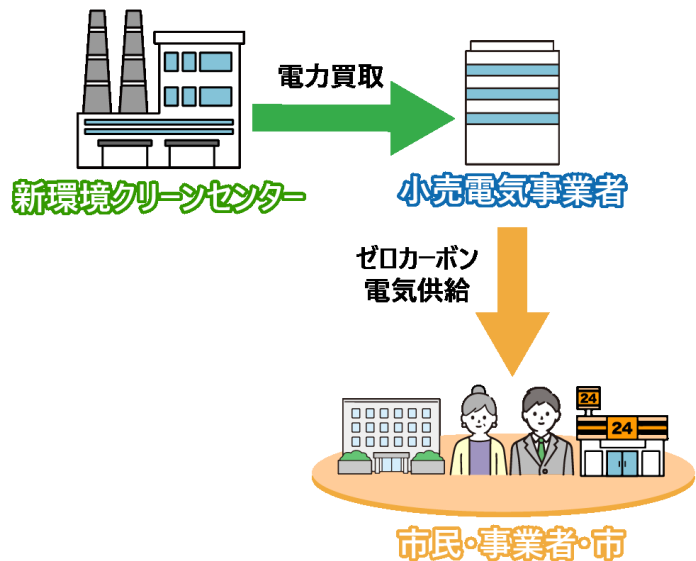 電力買取
新環境クリーンセンター
小売電気事業者
ゼロカーボン
電気供給
24
24
市民・事業者・市